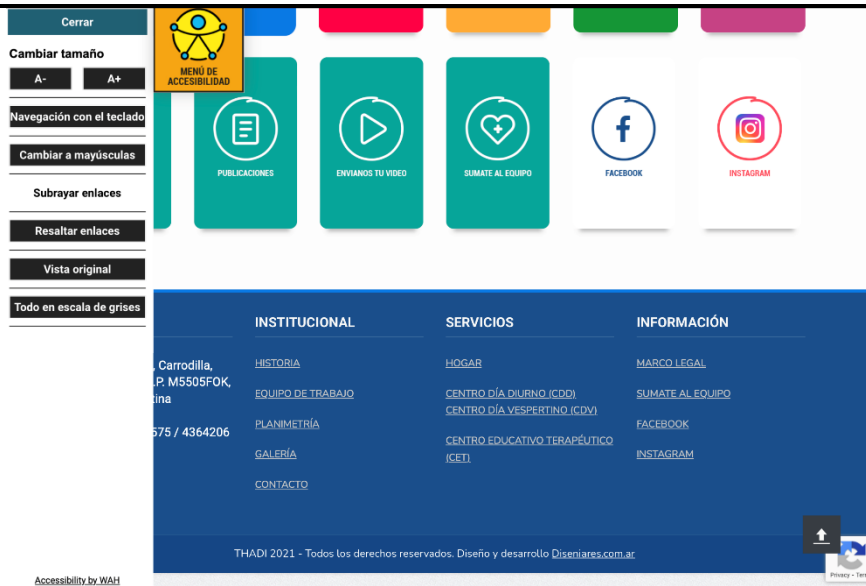 Cerrar
Cambiar tamaño
A-
A+
Navegación con el teclado
Cambiar a mayúsculas
Subrayar enlaces
Resaltar enlaces
Vista original
Todo en escala de grises
Accessibility by WAH
MENÚ DE
ACCESIBILIDAD
PUBLICACIONES
ENVIANOS TU VIDEO
SUMATE AL EQUIPO
FACEBOOK
INSTAGRAM
, Carrodilla,
.P. M5505FOK,
tina
575 / 4364206
INSTITUCIONAL
HISTORIA
EQUIPO DE TRABAJO
PLANIMETRÍA
GALERÍA
CONTACTO
SERVICIOS
HOGAR
CENTRO DÍA DIURNO (CDD)
CENTRO DÍA VESPERTINO (CDV)
CENTRO EDUCATIVO TERAPÉUTICO
(CET)
INFORMACIÓN
MARCO LEGAL
SUMATE AL EQUIPO
FACEBOOK
INSTAGRAM
THADI 2021 - Todos los derechos reservados. Diseño y desarrollo Diseniares.com.ar
Privacy - Ter